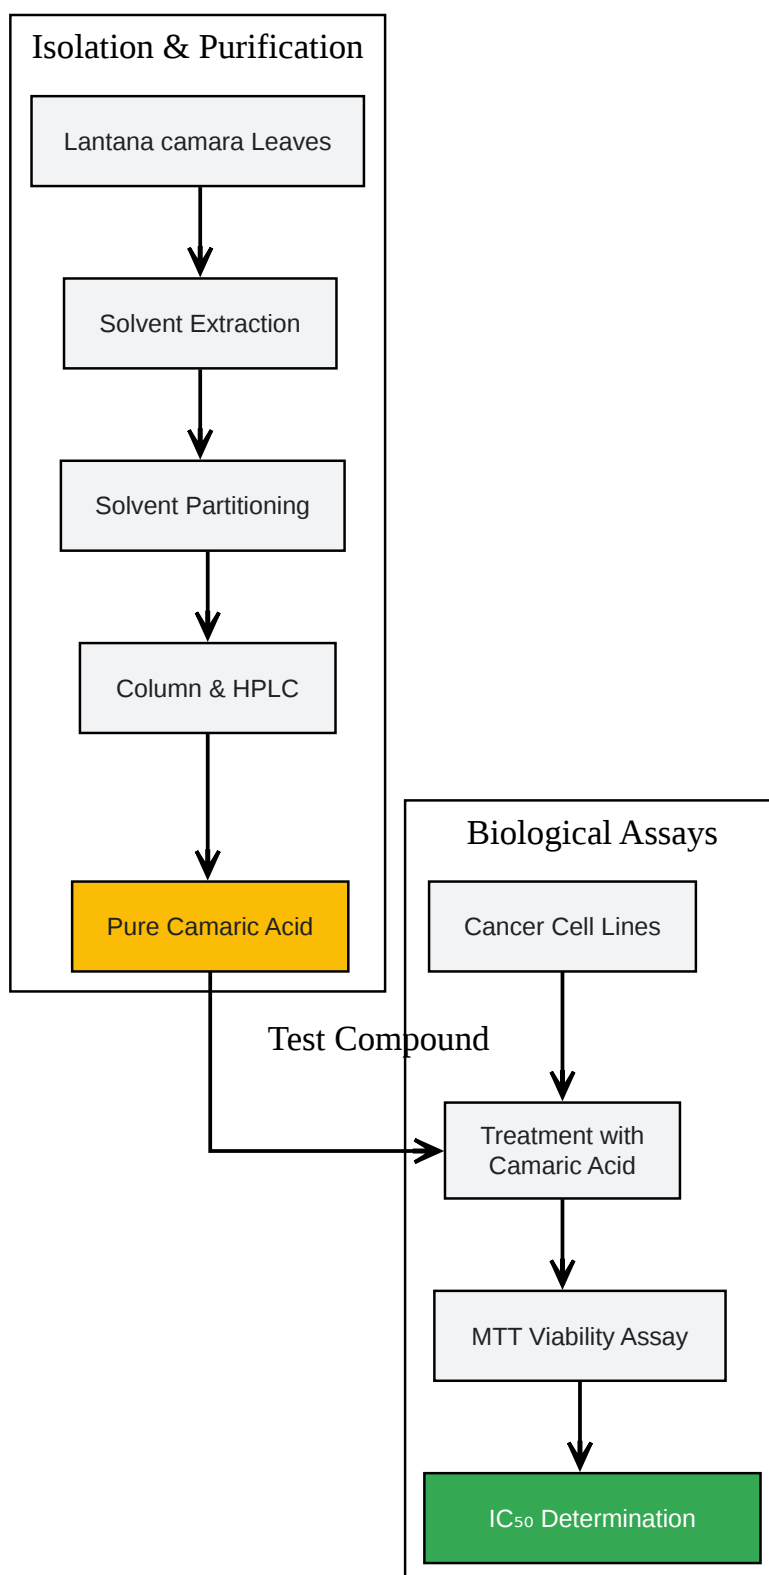 Isolation & Purification
Lantana camara Leaves
Solvent Extraction
Solvent Partitioning
Column & HPLC
Pure Camaric Acid
Test Compound
Biological Assays
Cancer Cell Lines
Treatment with
Camaric Acid
MTT Viability Assay
IC₅₀ Determination